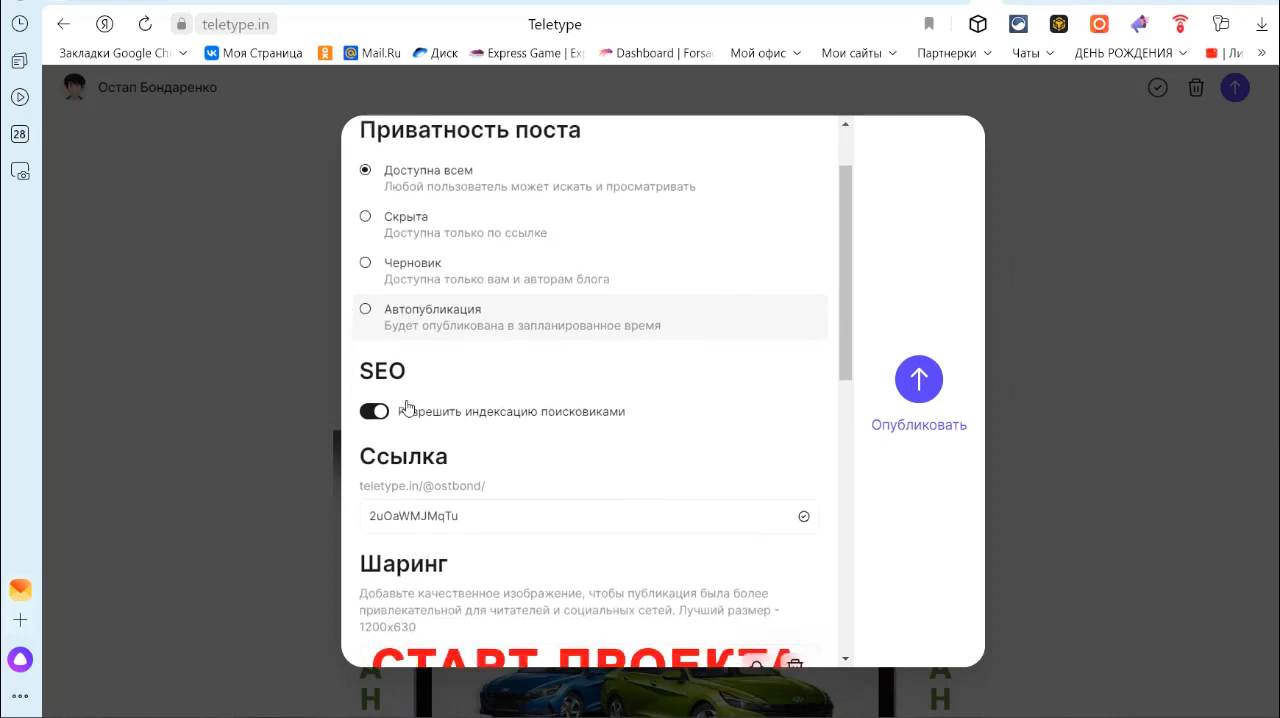 teletype.in
Teletype
Закладки Google Ch
Моя Страница
Mail.Ru
Диск
Express Game | Ex
Dashboard | Forsa
Мой офис
Мои сайты
Партнерки
Чаты
ДЕНЬ РОЖДЕНИЯ
| Ли
28
Остап Бондаренко
Приватность поста
Доступна всем
Любой пользователь может искать и просматривать
Скрыта
Доступна только по ссылке
Черновик
Доступна только вам и авторам блога
Автопубликация
Будет опубликована в запланированное время
SEO
зрешить индексацию поисковиками
Ссылка
teletype.in/@ostbond/
2uOaWMJMqTu
Шаринг
Добавьте качественное изображение, чтобы публикация была более
привлекательной для читателей и социальных сетей. Лучший размер -
1200x630
СТАРТ ПРОЕКТА
Опубликовать
А
Н
А
Н